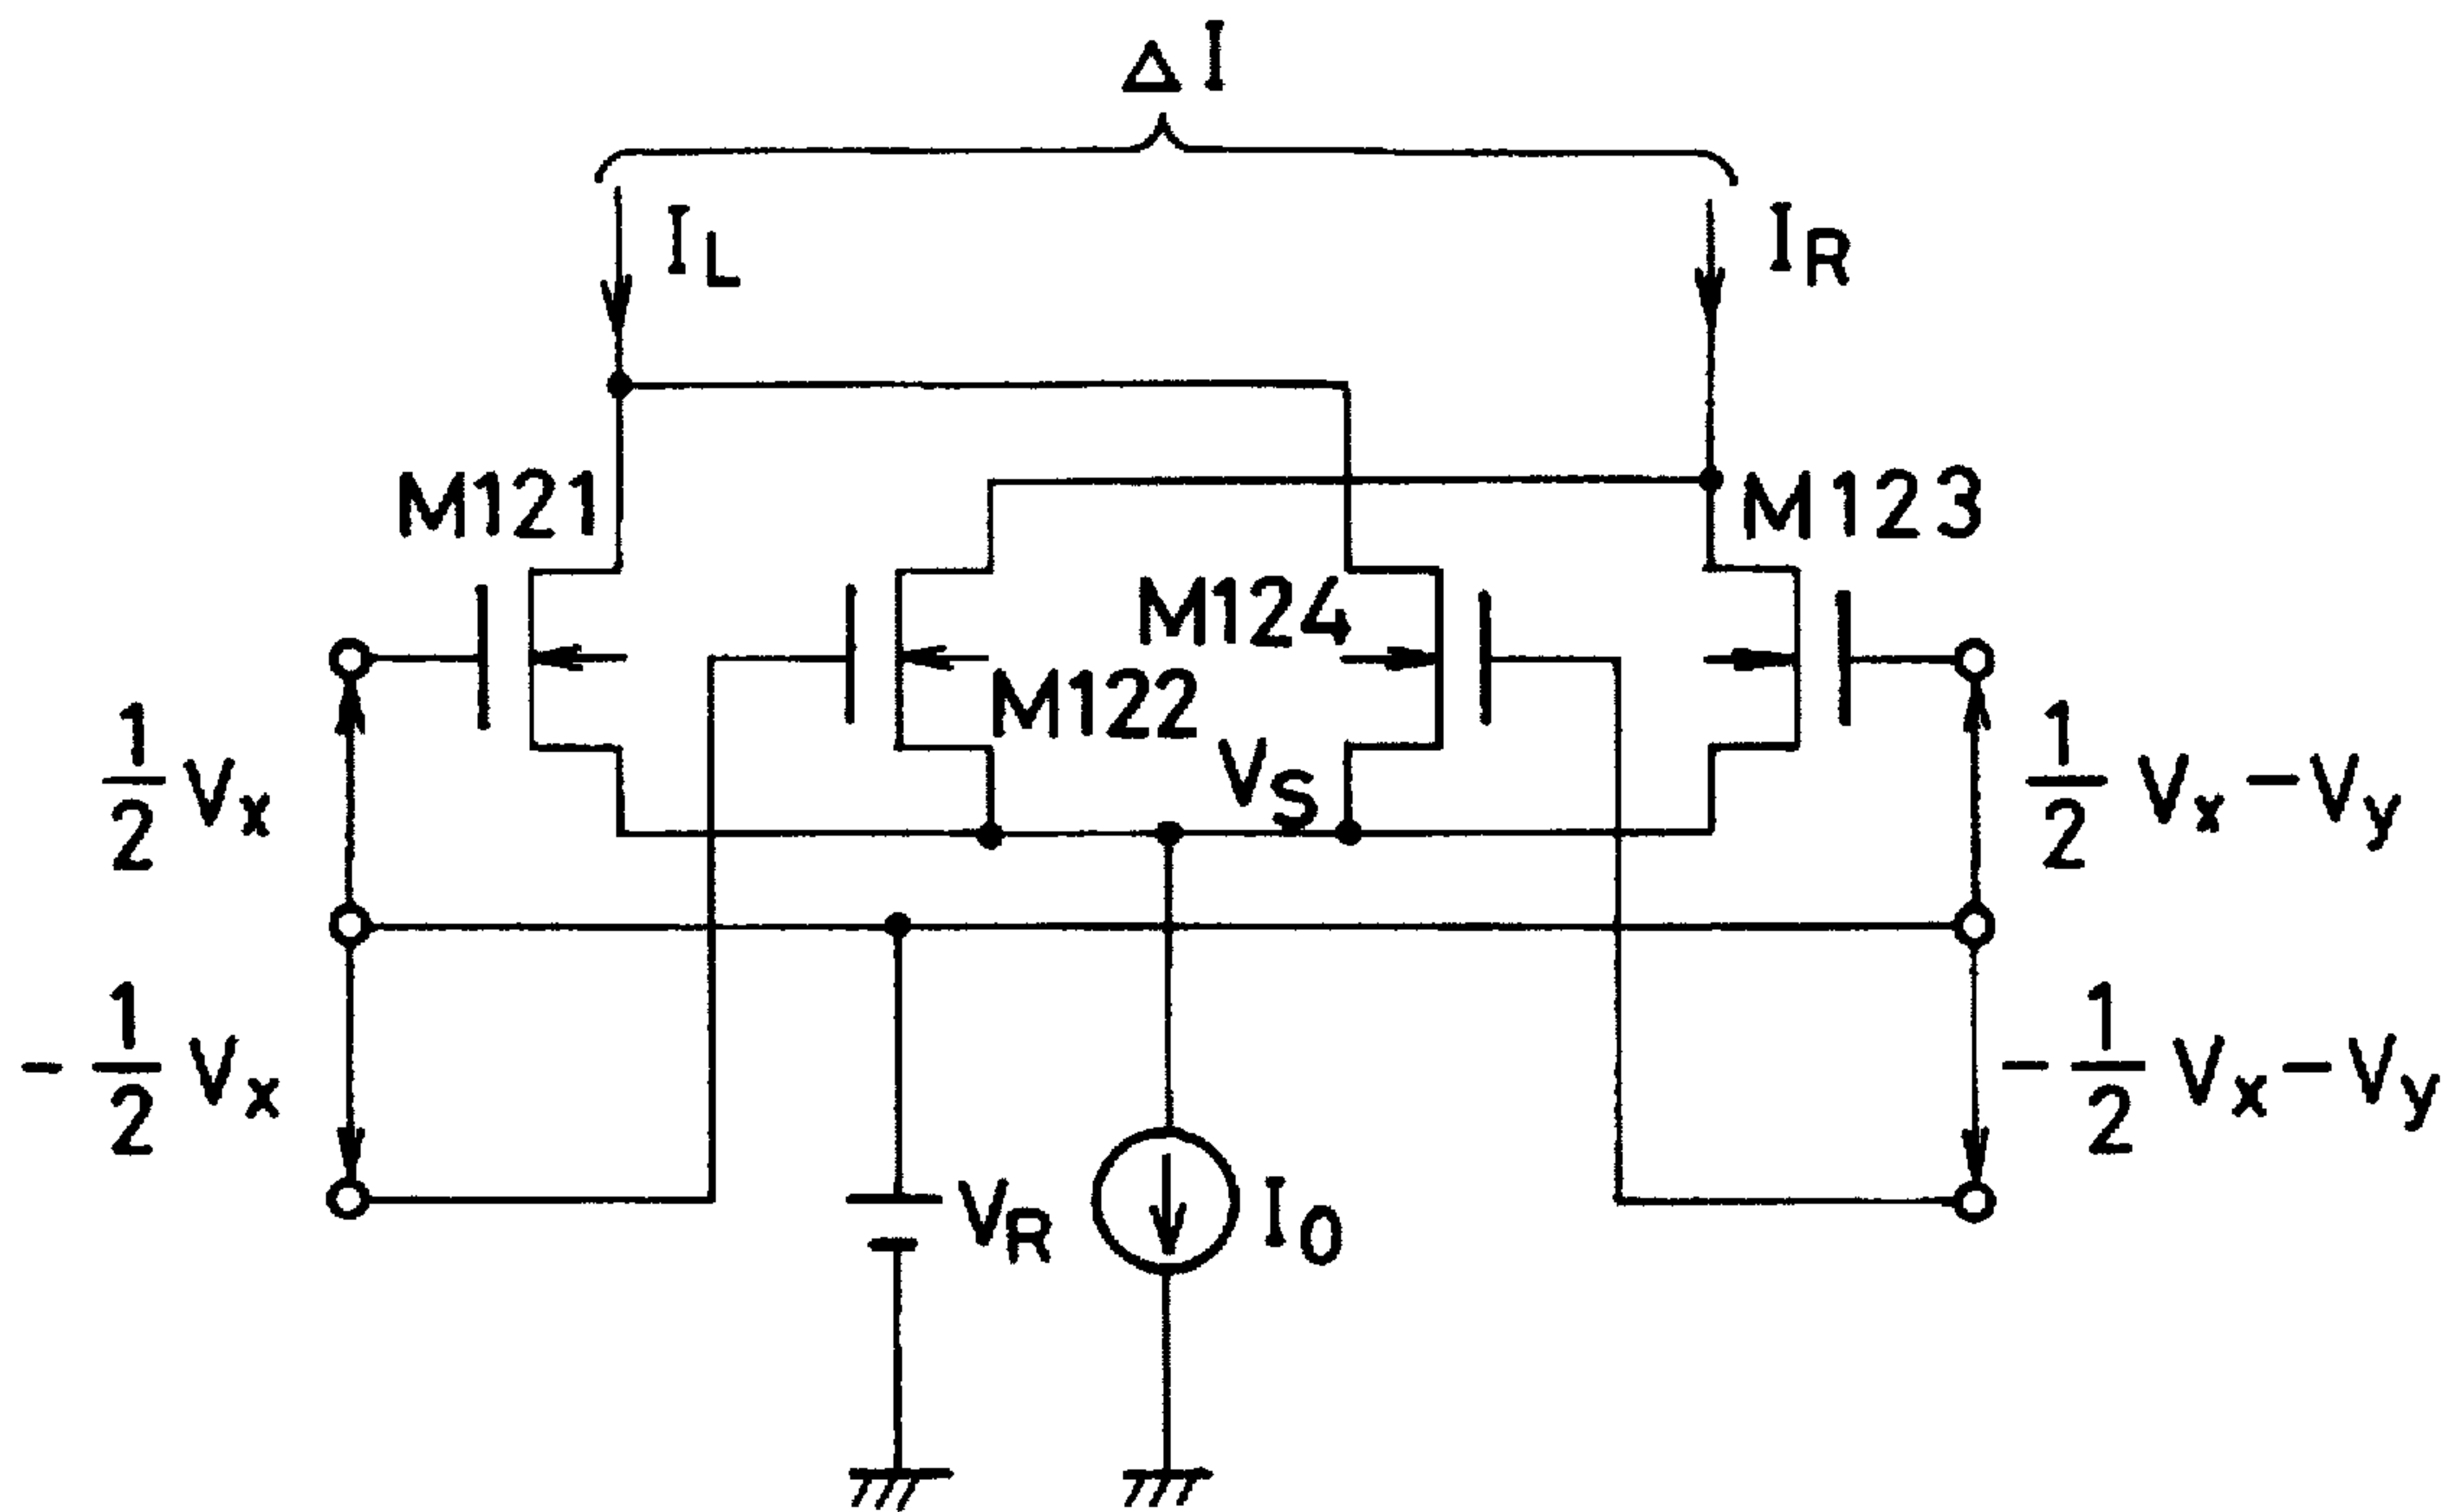 ΔI
I_L
I_R
M121
M123
M124
M122
V_S
1/2 V_x
1/2 V_x - V_y
- 1/2 V_x
- 1/2 V_x - V_y
V_R
I_0